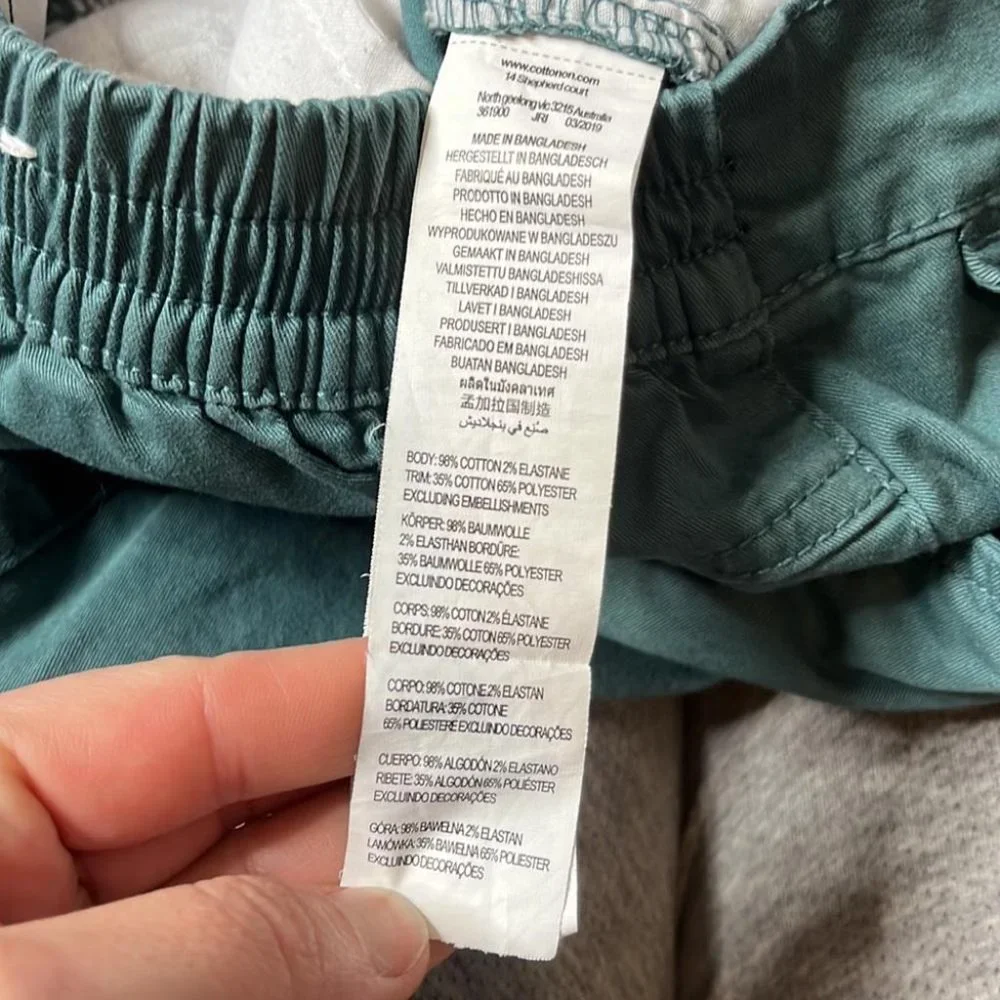 www.cottonon.com
14 Shepherd court
North geelong vic 3215 Australia
361900 JRI 03/2019
MADE IN BANGLADESH
HERGESTELLT IN BANGLADESCH
FABRIQUÉ AU BANGLADESH
PRODOTTO IN BANGLADESH
HECHO EN BANGLADESH
WYPRODUKOWANE W BANGLADESZU
GEMAAKT IN BANGLADESH
VALMISTETTU BANGLADESHISSA
TILLVERKAD I BANGLADESH
LAVET I BANGLADESH
PRODUSERT I BANGLADESH
FABRICADO EM BANGLADESH
BUATAN BANGLADESH
ผลิตในบังคลาเทศ
孟加拉国制造
صنع في بنجلاديش
BODY: 98% COTTON 2% ELASTANE
TRIM: 35% COTTON 65% POLYESTER
EXCLUDING EMBELLISHMENTS
KÖRPER: 98% BAUMWOLLE
2% ELASTHAN BORDÜRE:
35% BAUMWOLLE 65% POLYESTER
EXCLUINDO DECORAÇÕES
CORPS: 98% COTON 2% ÉLASTANE
BORDURE: 35% COTON 65% POLYESTER
EXCLUINDO DECORAÇÕES
CORPO: 98% COTONE 2% ELASTAN
BORDATURA: 35% COTONE
65% POLIESTERE EXCLUINDO DECORAÇÕES
CUERPO: 98% ALGODÓN 2% ELASTANO
RIBETE: 35% ALGODÓN 65% POLIÉSTER
EXCLUINDO DECORAÇÕES
GÓRA: 98% BAWEŁNA 2% ELASTAN
LAMÓWKA: 35% BAWEŁNA 65% POLIESTER
EXCLUINDO DECORAÇÕES